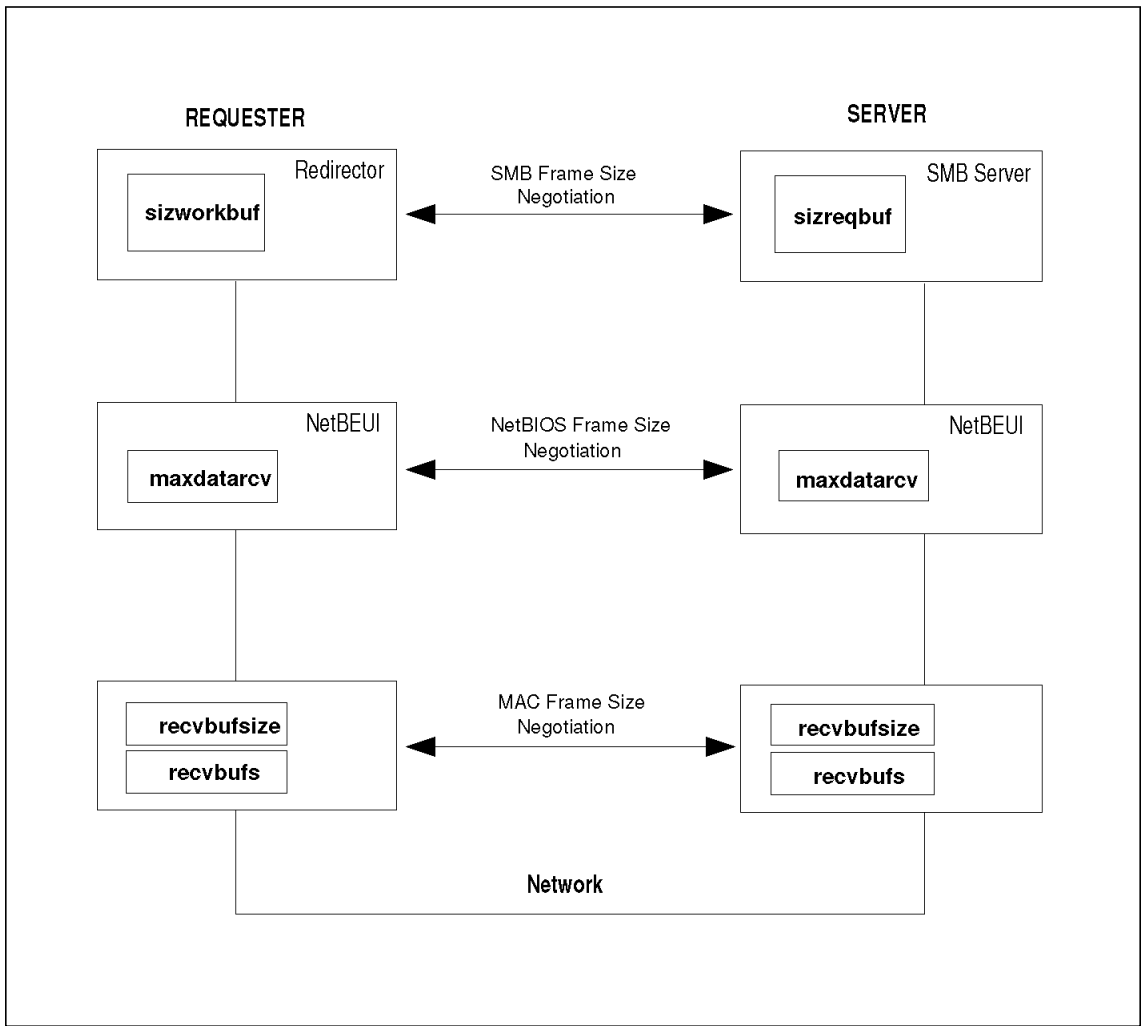 REQUESTER
SERVER
Redirector
sizworkbuf
SMB Frame Size
Negotiation
SMB Server
sizreqbuf
NetBEUI
maxdatarcv
NetBIOS Frame Size
Negotiation
NetBEUI
maxdatarcv
recvbufsize
recvbufs
MAC Frame Size
Negotiation
recvbufsize
recvbufs
Network